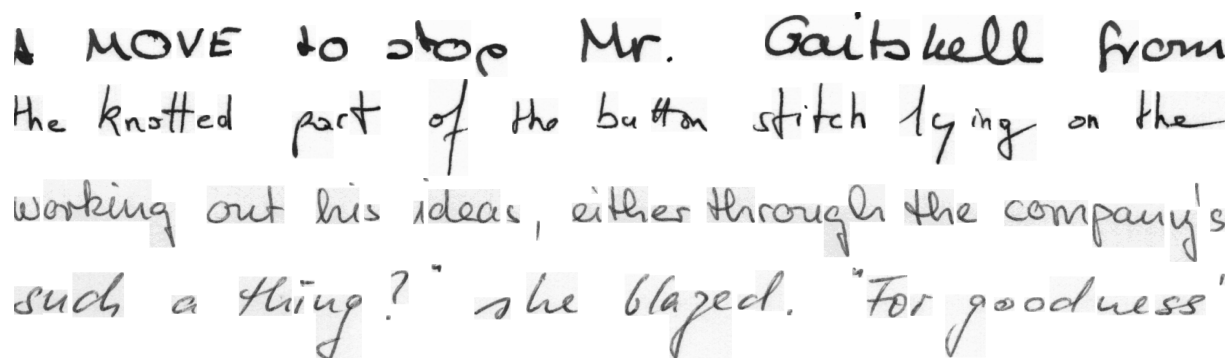 A MOVE to stop Mr. Gaitskell from
the knotted part of the button stitch lying on the
working out his ideas, either through the company's
such a thing?" she blazed. "For goodness'